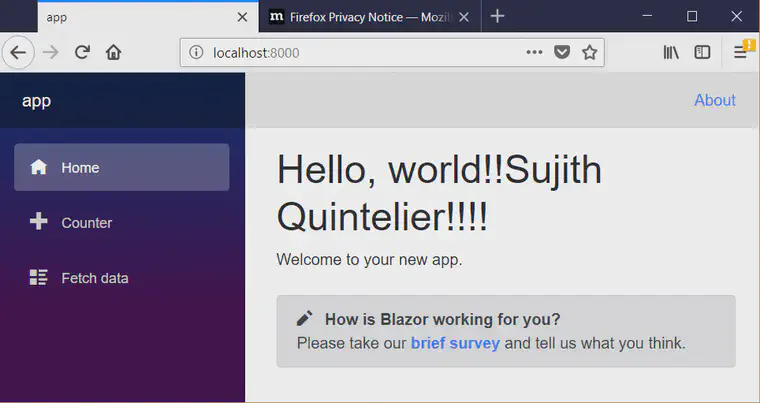 app
Firefox Privacy Notice — Mozil
localhost:8000
app
About
Home
Counter
Fetch data
Hello, world!!Sujith
Quintelier!!!!
Welcome to your new app.
How is Blazor working for you?
Please take our brief survey and tell us what you think.